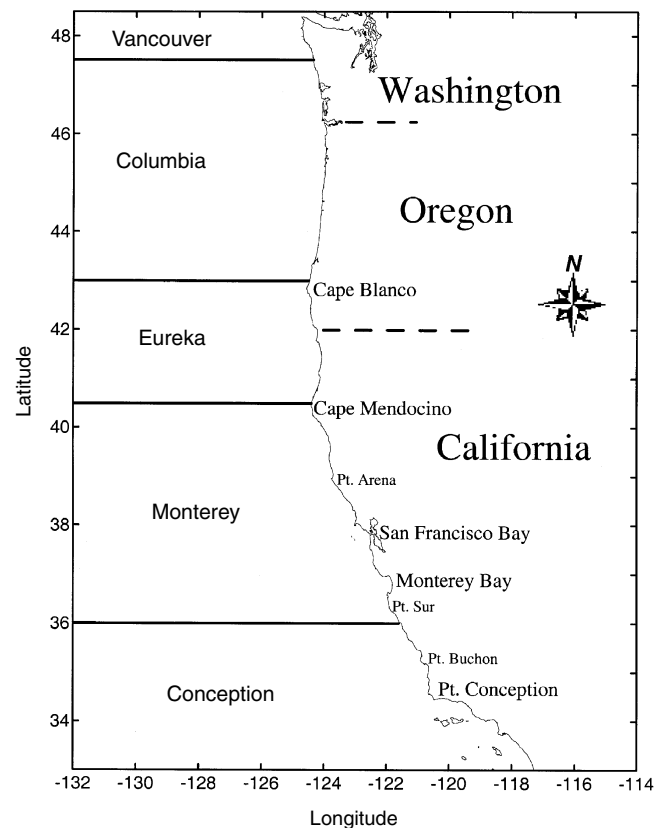 48
Vancouver
Washington
46
Columbia
44
Oregon
N
Cape Blanco
42
Eureka
Latitude
Cape Mendocino
40
California
Pt. Arena
Monterey
38
San Francisco Bay
Monterey Bay
Pt. Sur
36
Pt. Buchon
Conception
Pt. Conception
34
-132 -130 -128 -126 -124 -122 -120 -118 -116 -114
Longitude